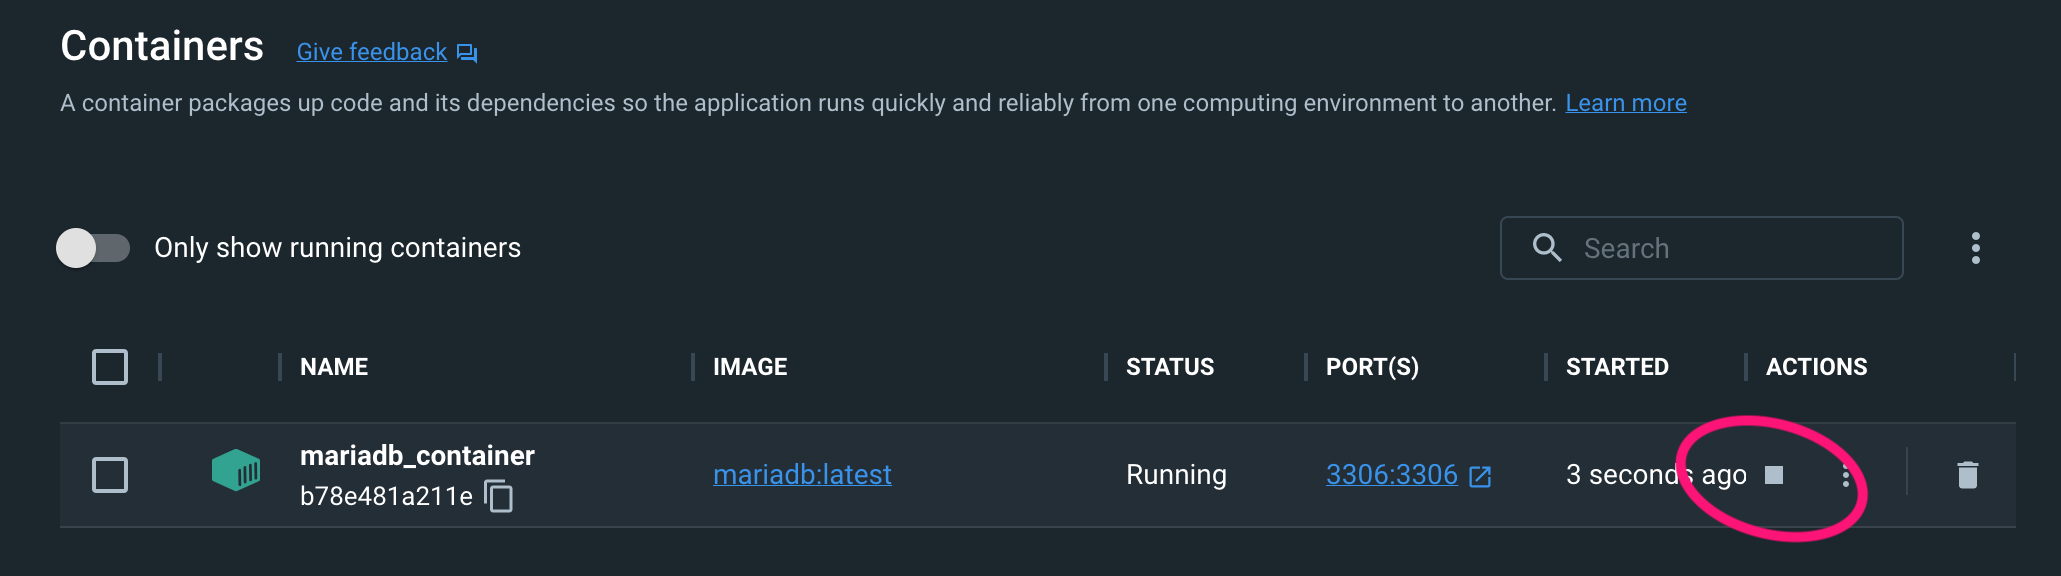 Containers Give feedback
A container packages up code and its dependencies so the application runs quickly and reliably from one computing environment to another. Learn more
Only show running containers
Search
NAME IMAGE STATUS PORT(S) STARTED ACTIONS
mariadb_container
b78e481a211e
mariadb:latest Running 3306:3306 3 seconds ago